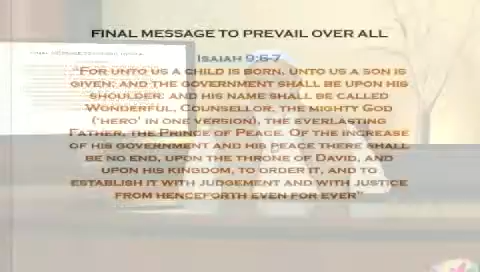 FINAL MESSAGE TO PREVAIL OVER ALL
ISAIAH 9:6-7
"FOR UNTO US A CHILD IS BORN, UNTO US A SON IS
GIVEN; AND THE GOVERNMENT SHALL BE UPON HIS
SHOULDER: AND HIS NAME SHALL BE CALLED
WONDERFUL, COUNSELLOR, THE MIGHTY GOD
('HERO' IN ONE VERSION), THE EVERLASTING
FATHER, THE PRINCE OF PEACE. OF THE INCREASE
OF HIS GOVERNMENT AND HIS PEACE THERE SHALL
BE NO END, UPON THE THRONE OF DAVID, AND
UPON HIS KINGDOM, TO ORDER IT, AND TO
ESTABLISH IT WITH JUDGEMENT AND WITH JUSTICE
FROM HENCEFORTH EVEN FOR EVER"